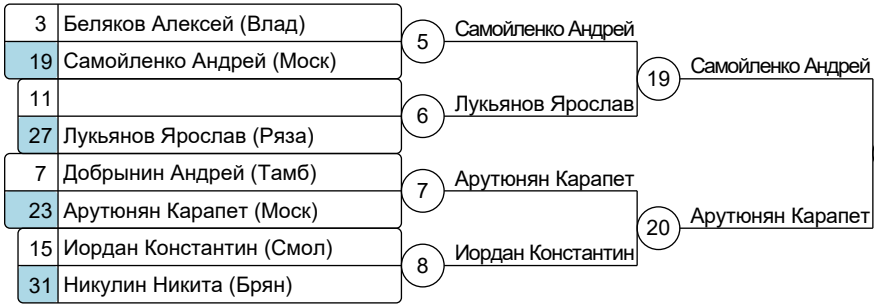 3 Беляков Алексей (Влад)
19 Самойленко Андрей (Моск)
5 Самойленко Андрей
11
27 Лукьянов Ярослав (Ряза)
6 Лукьянов Ярослав
19 Самойленко Андрей
7 Добрынин Андрей (Тамб)
23 Арутюнян Карапет (Моск)
7 Арутюнян Карапет
15 Иордан Константин (Смол)
31 Никулин Никита (Брян)
8 Иордан Константин
20 Арутюнян Карапет